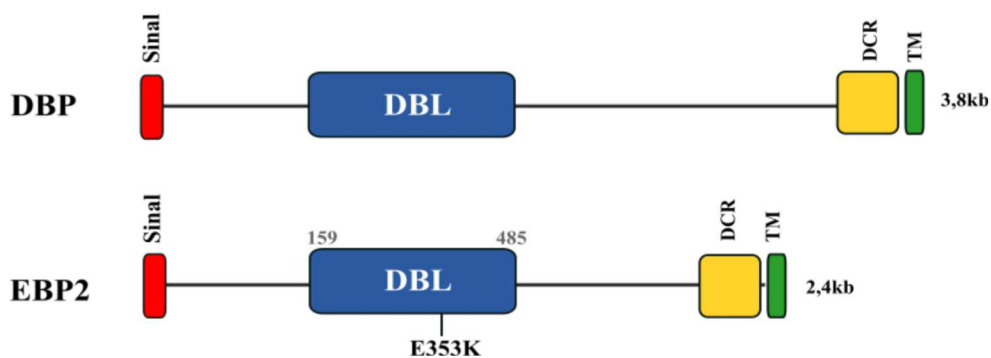 Sinal
DCR
TM
DBP
DBL
3,8kb
Sinal
DCR
TM
159
485
EBP2
DBL
2,4kb
E353K